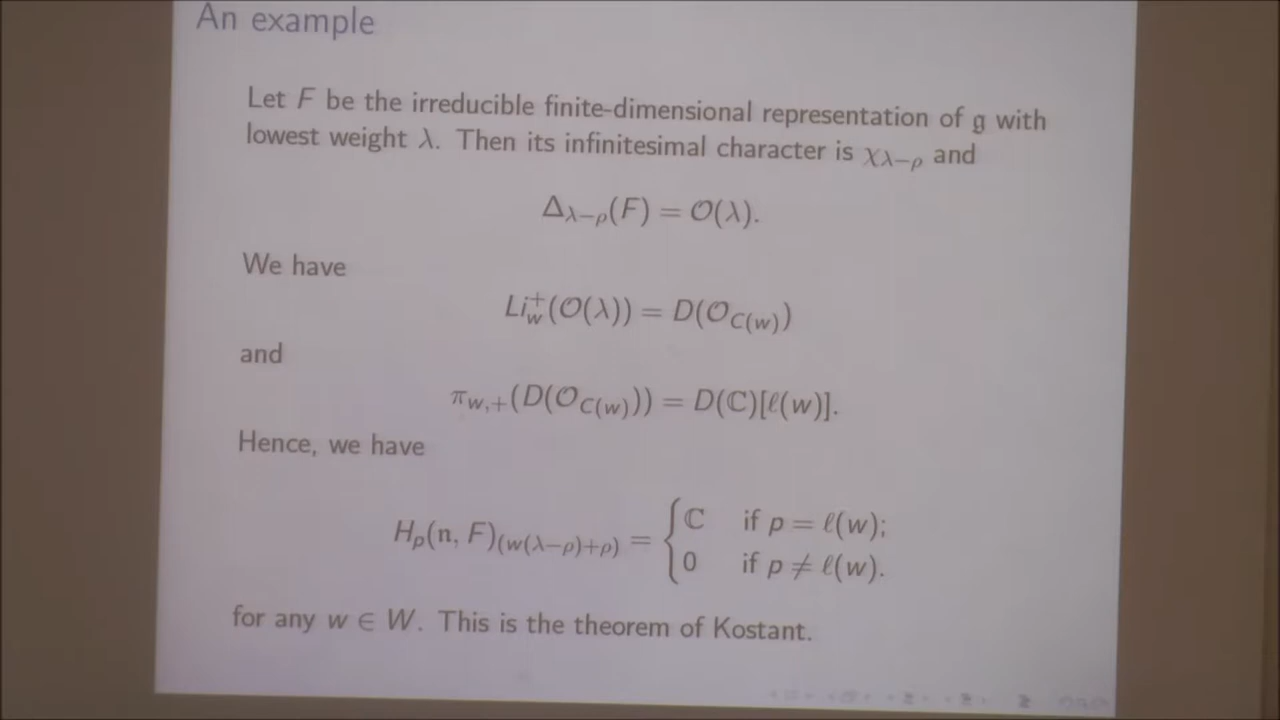 An example
Let F be the irreducible finite-dimensional representation of g with
lowest weight λ. Then its infinitesimal character is χ_{λ−ρ} and
Δ_{λ−ρ}(F) = 𝒪(λ).
We have
Li_w^+(𝒪(λ)) = D(𝒪_{C(w)})
and
π_{w,+}(D(𝒪_{C(w)})) = D(ℂ)[ℓ(w)].
Hence, we have
H_p(𝔫, F)_{(w(λ−ρ)+ρ)} = { ℂ if p = ℓ(w);
0 if p ≠ ℓ(w).
for any w ∈ W. This is the theorem of Kostant.